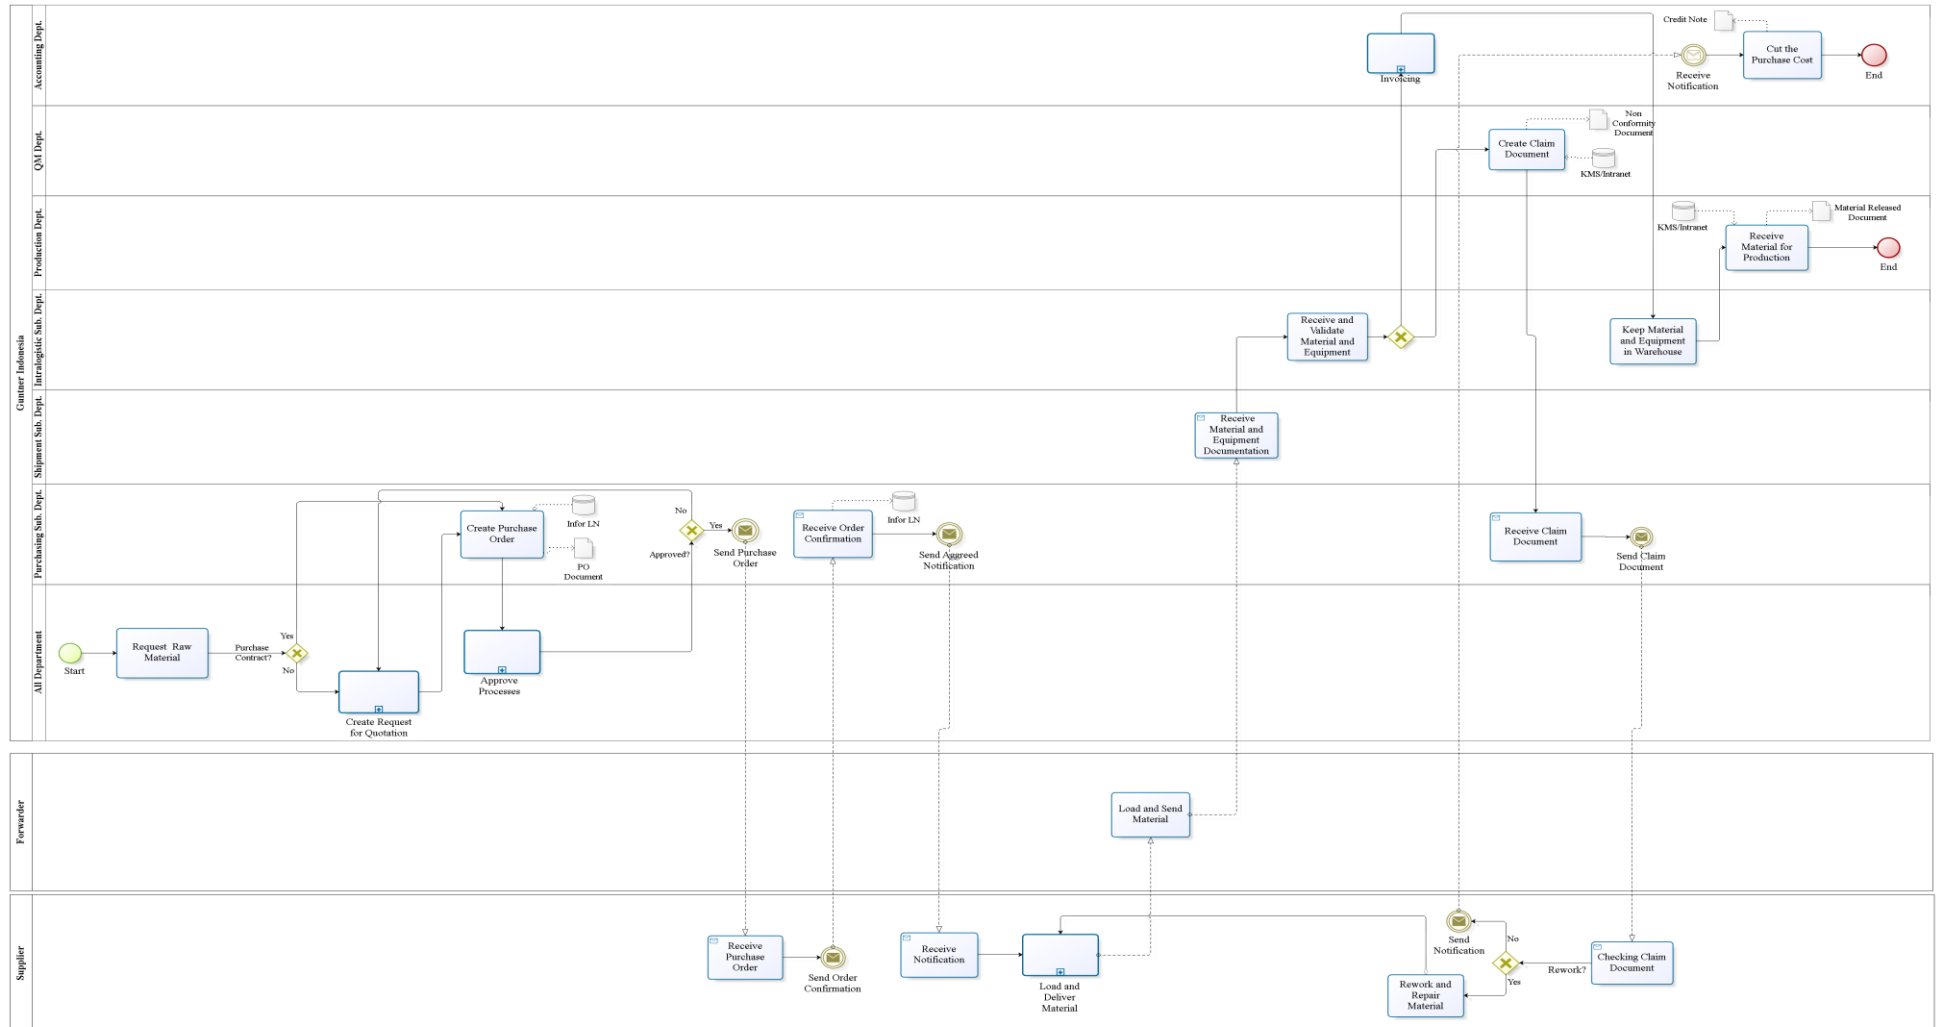 Guntner Indonesia
Accounting Dept.
Invoicing
Credit Note
Receive
Notification
Cut the
Purchase Cost
End
QM Dept.
Create Claim
Document
Non
Conformity
Document
KMS/Intranet
Production Dept.
KMS/Intranet
Material Released
Document
Receive
Material for
Production
End
Intralogistic Sub. Dept.
Receive and
Validate
Material and
Equipment
Keep Material
and Equipment
in Warehouse
Shipment Sub. Dept.
Receive
Material and
Equipment
Documentation
Purchasing Sub. Dept.
Create Purchase
Order
Infor LN
PO
Document
No
Yes
Approved?
Send Purchase
Order
Receive Order
Confirmation
Infor LN
Send Aggreed
Notification
Receive Claim
Document
Send Claim
Document
All Department
Start
Request Raw
Material
Purchase
Contract?
Yes
No
Create Request
for Quotation
Approve
Processes
Forwarder
Load and Send
Material
Supplier
Receive
Purchase
Order
Send Order
Confirmation
Receive
Notification
Load and
Deliver
Material
Send
Notification
No
Rework?
Yes
Rework and
Repair
Material
Checking Claim
Document